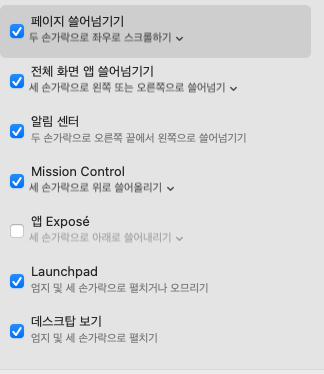 페이지 쓸어넘기기
두 손가락으로 좌우로 스크롤하기
전체 화면 앱 쓸어넘기기
세 손가락으로 왼쪽 또는 오른쪽으로 쓸어넘기
알림 센터
두 손가락으로 오른쪽 끝에서 왼쪽으로 쓸어넘기기
Mission Control
세 손가락으로 위로 쓸어올리기
앱 Exposé
세 손가락으로 아래로 쓸어내리기
Launchpad
엄지 및 세 손가락으로 펼치거나 오므리기
데스크탑 보기
엄지 및 세 손가락으로 펼치기